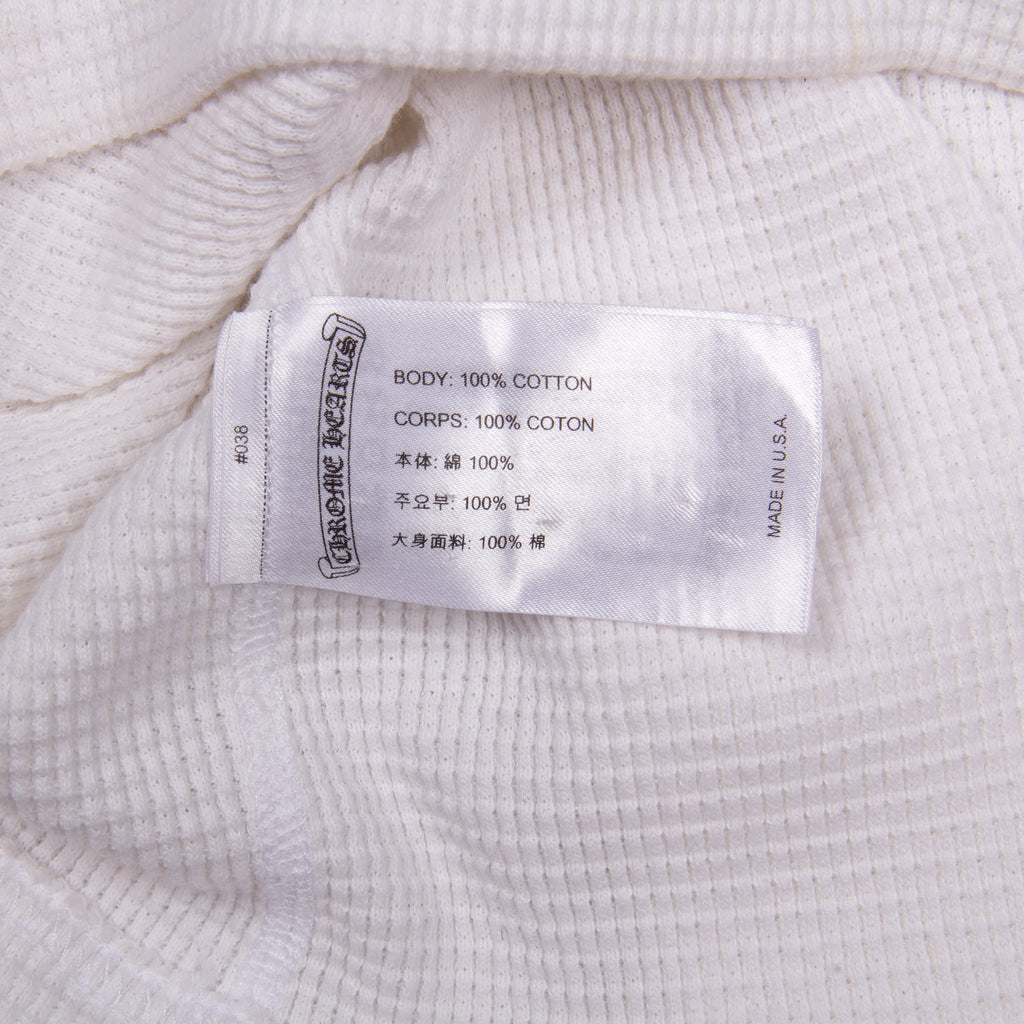 #038
CHROME HEARTS
BODY: 100% COTTON
CORPS: 100% COTON
本体: 綿 100%
주요부: 100% 면
大身面料: 100% 棉
MADE IN U.S.A.